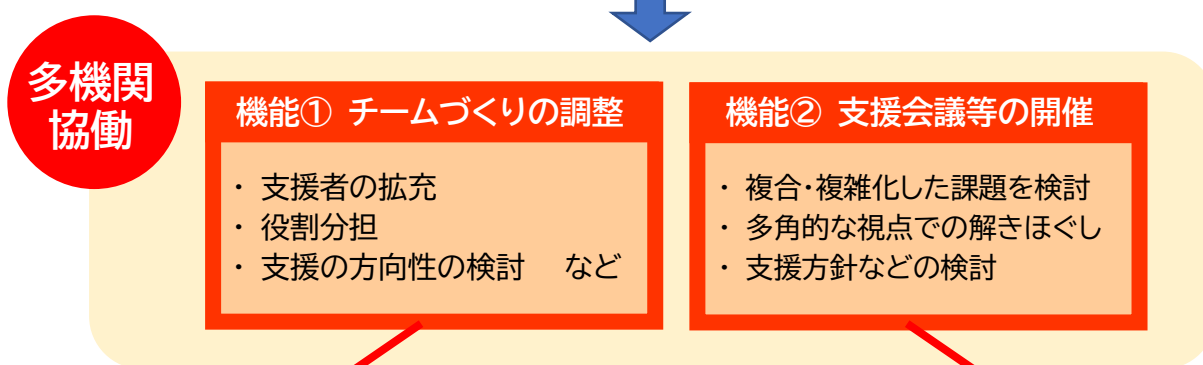 多機関
協働
機能① チームづくりの調整
・ 支援者の拡充
・ 役割分担
・ 支援の方向性の検討　など
機能② 支援会議等の開催
・ 複合・複雑化した課題を検討
・ 多角的な視点での解きほぐし
・ 支援方針などの検討